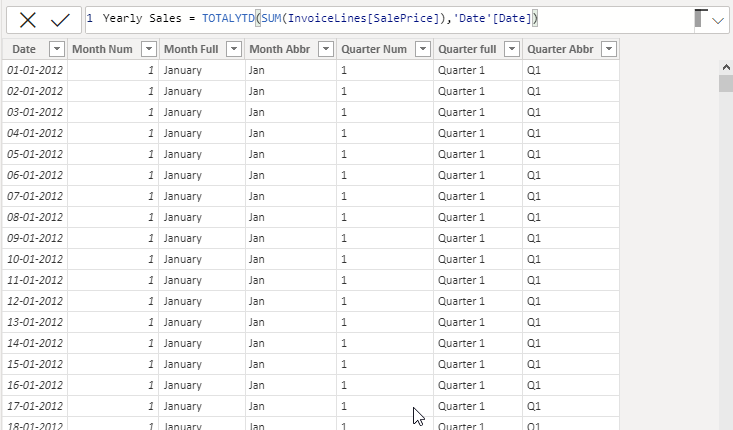 1 Yearly Sales = TOTALYTD(SUM(InvoiceLines[SalePrice]),'Date'[Date])
Date Month Num Month Full Month Abbr Quarter Num Quarter full Quarter Abbr
01-01-2012 1 January Jan 1 Quarter 1 Q1
02-01-2012 1 January Jan 1 Quarter 1 Q1
03-01-2012 1 January Jan 1 Quarter 1 Q1
04-01-2012 1 January Jan 1 Quarter 1 Q1
05-01-2012 1 January Jan 1 Quarter 1 Q1
06-01-2012 1 January Jan 1 Quarter 1 Q1
07-01-2012 1 January Jan 1 Quarter 1 Q1
08-01-2012 1 January Jan 1 Quarter 1 Q1
09-01-2012 1 January Jan 1 Quarter 1 Q1
10-01-2012 1 January Jan 1 Quarter 1 Q1
11-01-2012 1 January Jan 1 Quarter 1 Q1
12-01-2012 1 January Jan 1 Quarter 1 Q1
13-01-2012 1 January Jan 1 Quarter 1 Q1
14-01-2012 1 January Jan 1 Quarter 1 Q1
15-01-2012 1 January Jan 1 Quarter 1 Q1
16-01-2012 1 January Jan 1 Quarter 1 Q1
17-01-2012 1 January Jan 1 Quarter 1 Q1
18-01-2012 1 January Jan 1 Quarter 1 Q1